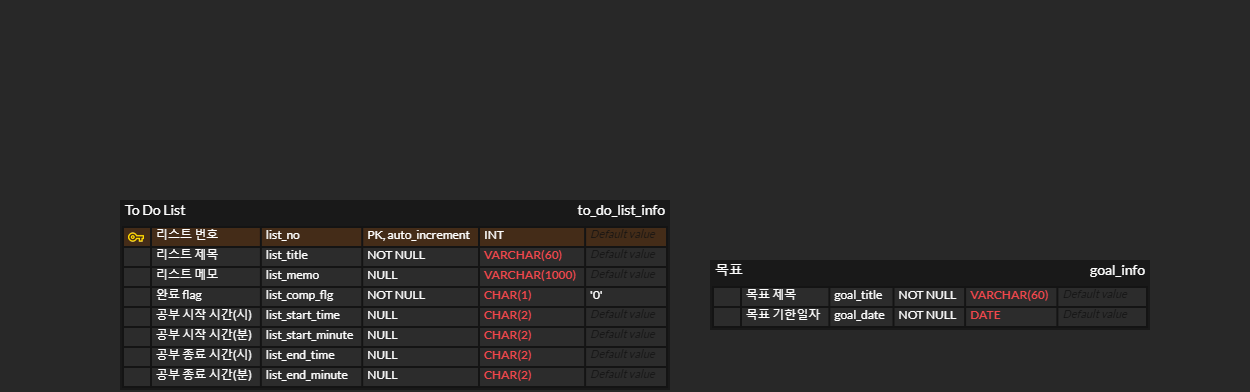 To Do List to_do_list_info
리스트 번호 list_no PK, auto_increment INT Default value
리스트 제목 list_title NOT NULL VARCHAR(60) Default value
리스트 메모 list_memo NULL VARCHAR(1000) Default value
완료 flag list_comp_flg NOT NULL CHAR(1) '0'
공부 시작 시간(시) list_start_time NULL CHAR(2) Default value
공부 시작 시간(분) list_start_minute NULL CHAR(2) Default value
공부 종료 시간(시) list_end_time NULL CHAR(2) Default value
공부 종료 시간(분) list_end_minute NULL CHAR(2) Default value
목표 goal_info
목표 제목 goal_title NOT NULL VARCHAR(60) Default value
목표 기한일자 goal_date NOT NULL DATE Default value